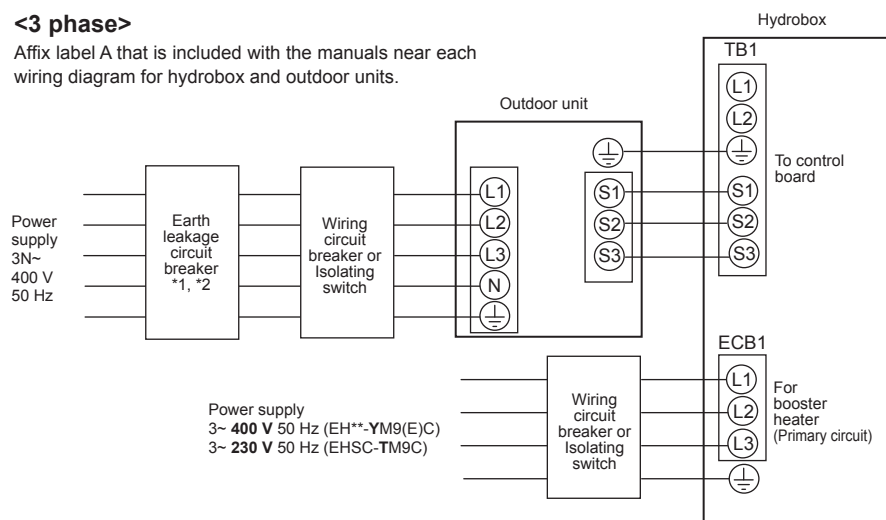 <3 phase>
Affix label A that is included with the manuals near each
wiring diagram for hydrobox and outdoor units.
Hydrobox
TB1
L1
L2
To control
board
S1
S2
S3
Outdoor unit
L1
L2
L3
N
S1
S2
S3
Power
supply
3N~
400 V
50 Hz
Earth
leakage
circuit
breaker
*1, *2
Wiring
circuit
breaker or
Isolating
switch
ECB1
L1
L2
L3
For
booster
heater
(Primary circuit)
Wiring
circuit
breaker or
Isolating
switch
Power supply
3~ 400 V 50 Hz (EH**-YM9(E)C)
3~ 230 V 50 Hz (EHSC-TM9C)